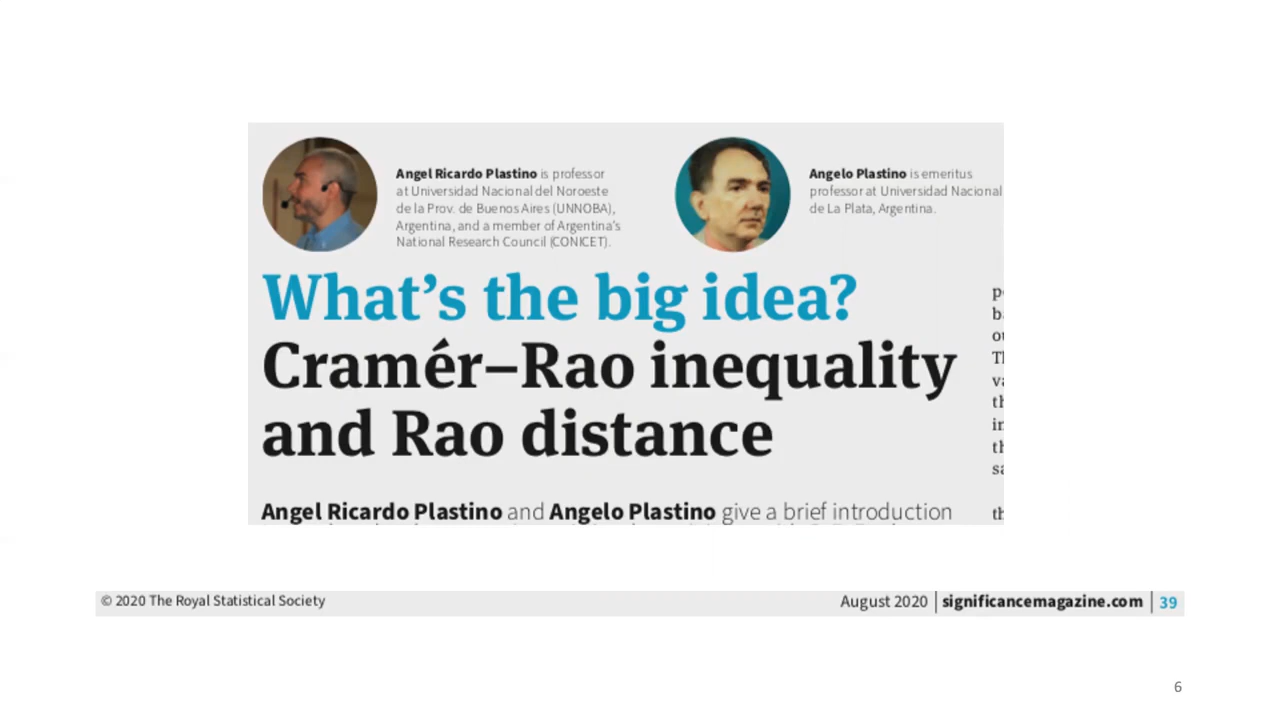 Angel Ricardo Plastino is professor
at Universidad Nacional del Noroeste
de la Prov. de Buenos Aires (UNNOBA),
Argentina, and a member of Argentina's
National Research Council (CONICET).
Angelo Plastino is emeritus
professor at Universidad Nacional
de La Plata, Argentina.
What's the big idea?
Cramér–Rao inequality
and Rao distance
Angel Ricardo Plastino and Angelo Plastino give a brief introduction
© 2020 The Royal Statistical Society
August 2020 | significancemagazine.com | 39
6